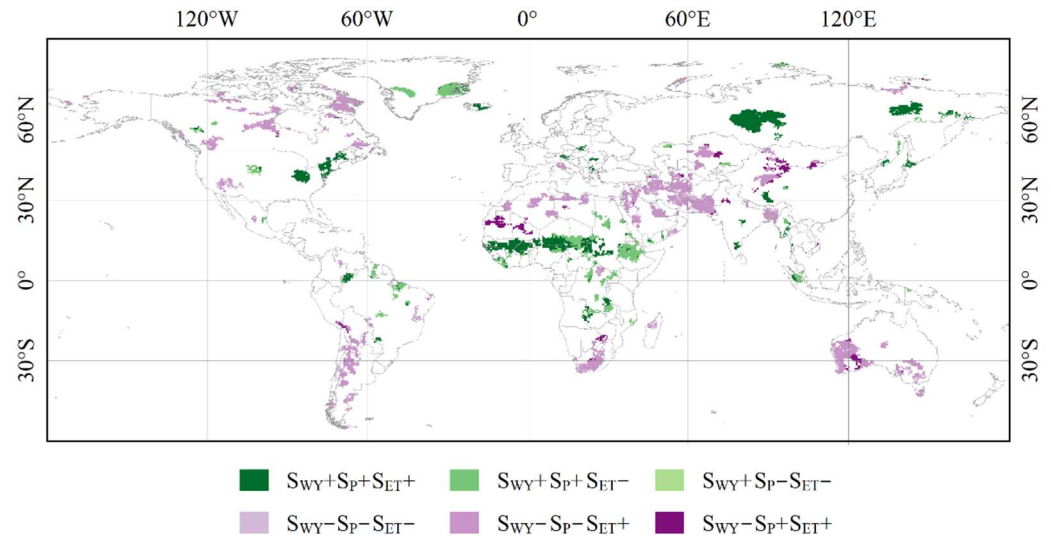 120°W 60°W 0° 60°E 120°E
60°N 60°N
30°N 30°N
0° 0°
30°S 30°S
SWY+SP+SET+ SWY+SP+SET− SWY+SP−SET−
SWY−SP−SET− SWY−SP−SET+ SWY−SP+SET+